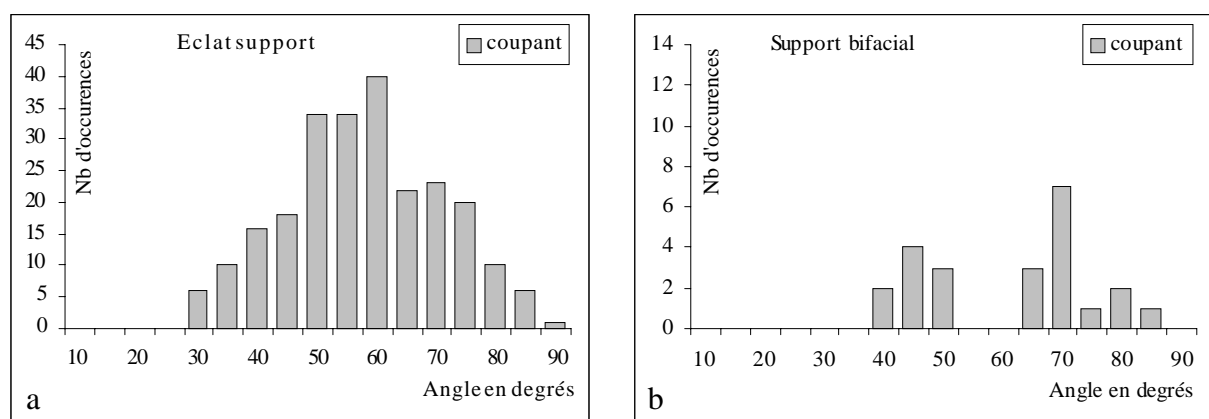 Eclat support
coupant
Nb d'occurences
45
40
35
30
25
20
15
10
5
0
10 20 30 40 50 60 70 80 90
Angle en degrés
a
Support bifacial
coupant
Nb d'occurences
14
12
10
8
6
4
2
0
10 20 30 40 50 60 70 80 90
Angle en degrés
b